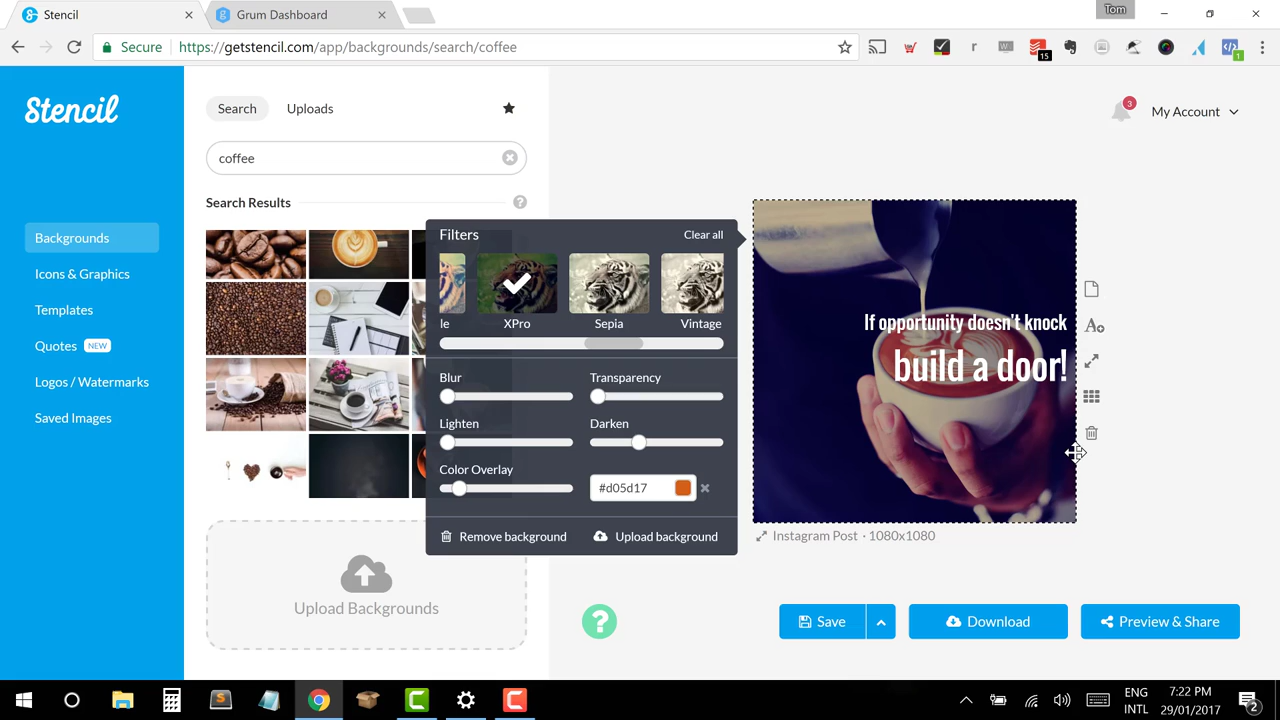 Stencil
Grum Dashboard
Tom
Secure
https://getstencil.com/app/backgrounds/search/coffee
15
1
Stencil
Search
Uploads
3
My Account
coffee
Search Results
Backgrounds
Icons & Graphics
Templates
Quotes NEW
Logos / Watermarks
Saved Images
Filters
Clear all
le
XPro
Sepia
Vintage
Blur
Transparency
Lighten
Darken
Color Overlay
#d05d17
Remove background
Upload background
If opportunity doesn't knock
build a door!
Instagram Post · 1080x1080
Upload Backgrounds
?
Save
Download
Preview & Share
ENG
INTL
7:22 PM
29/01/2017
2